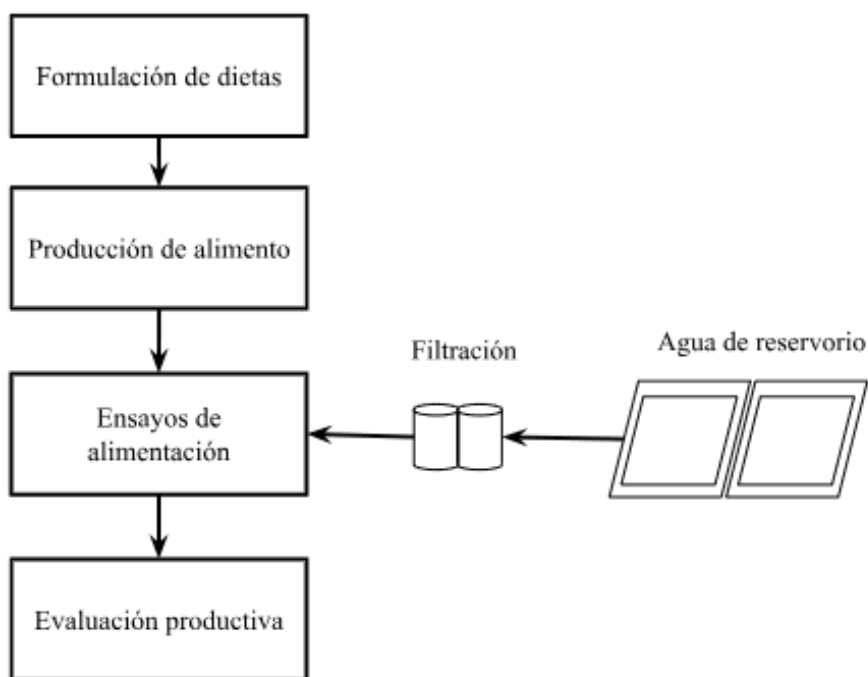 Formulación de dietas
Producción de alimento
Filtración
Agua de reservorio
Ensayos de
alimentación
Evaluación productiva